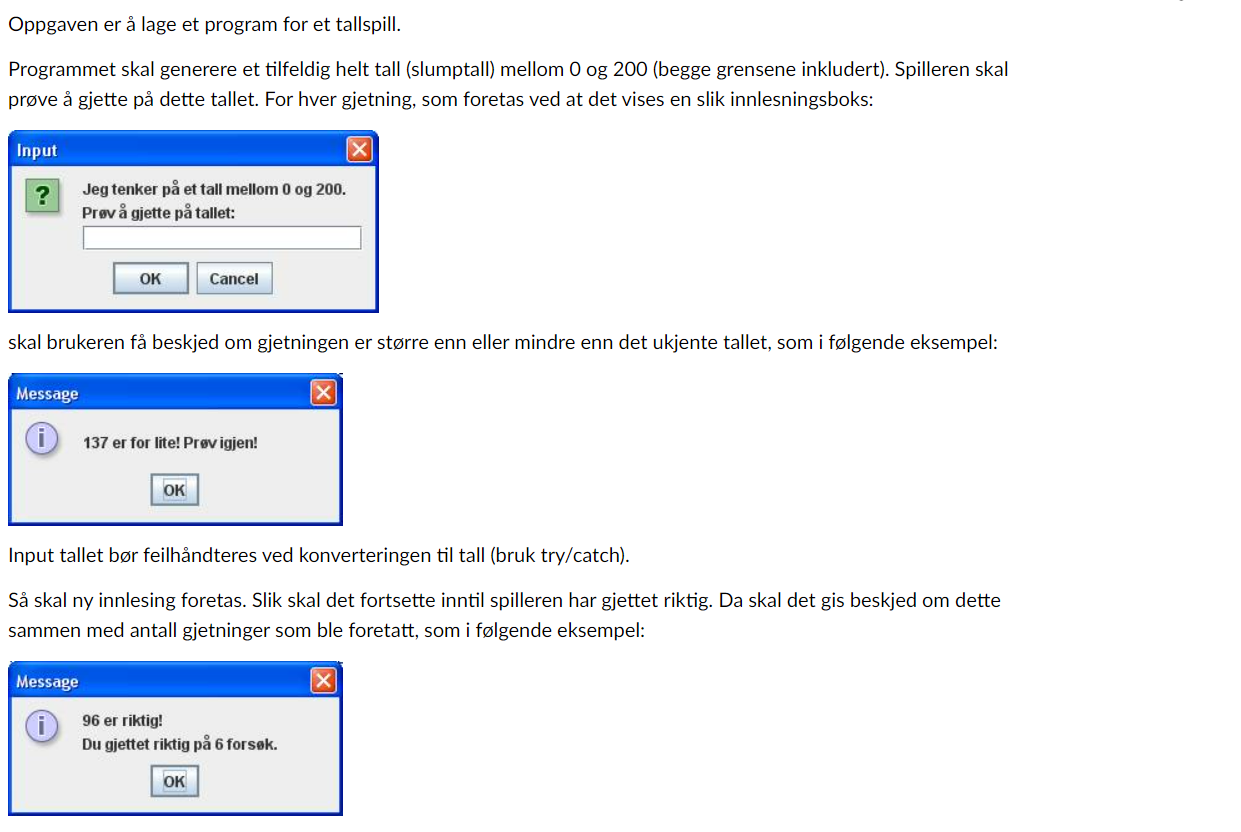 Oppgaven er å lage et program for et tallspill.
Programmet skal generere et tilfeldig helt tall (slumptall) mellom 0 og 200 (begge grensene inkludert). Spilleren skal
prøve å gjette på dette tallet. For hver gjetning, som foretas ved at det vises en slik innlesningsboks:
Input
?
Jeg tenker på et tall mellom 0 og 200.
Prøv å gjette på tallet:
OK Cancel
skal brukeren få beskjed om gjetningen er større enn eller mindre enn det ukjente tallet, som i følgende eksempel:
Message
i
137 er for lite! Prøv igjen!
OK
Input tallet bør feilhåndteres ved konverteringen til tall (bruk try/catch).
Så skal ny innlesing foretas. Slik skal det fortsette inntil spilleren har gjettet riktig. Da skal det gis beskjed om dette
sammen med antall gjetninger som ble foretatt, som i følgende eksempel:
Message
i
96 er riktig!
Du gjettet riktig på 6 forsøk.
OK